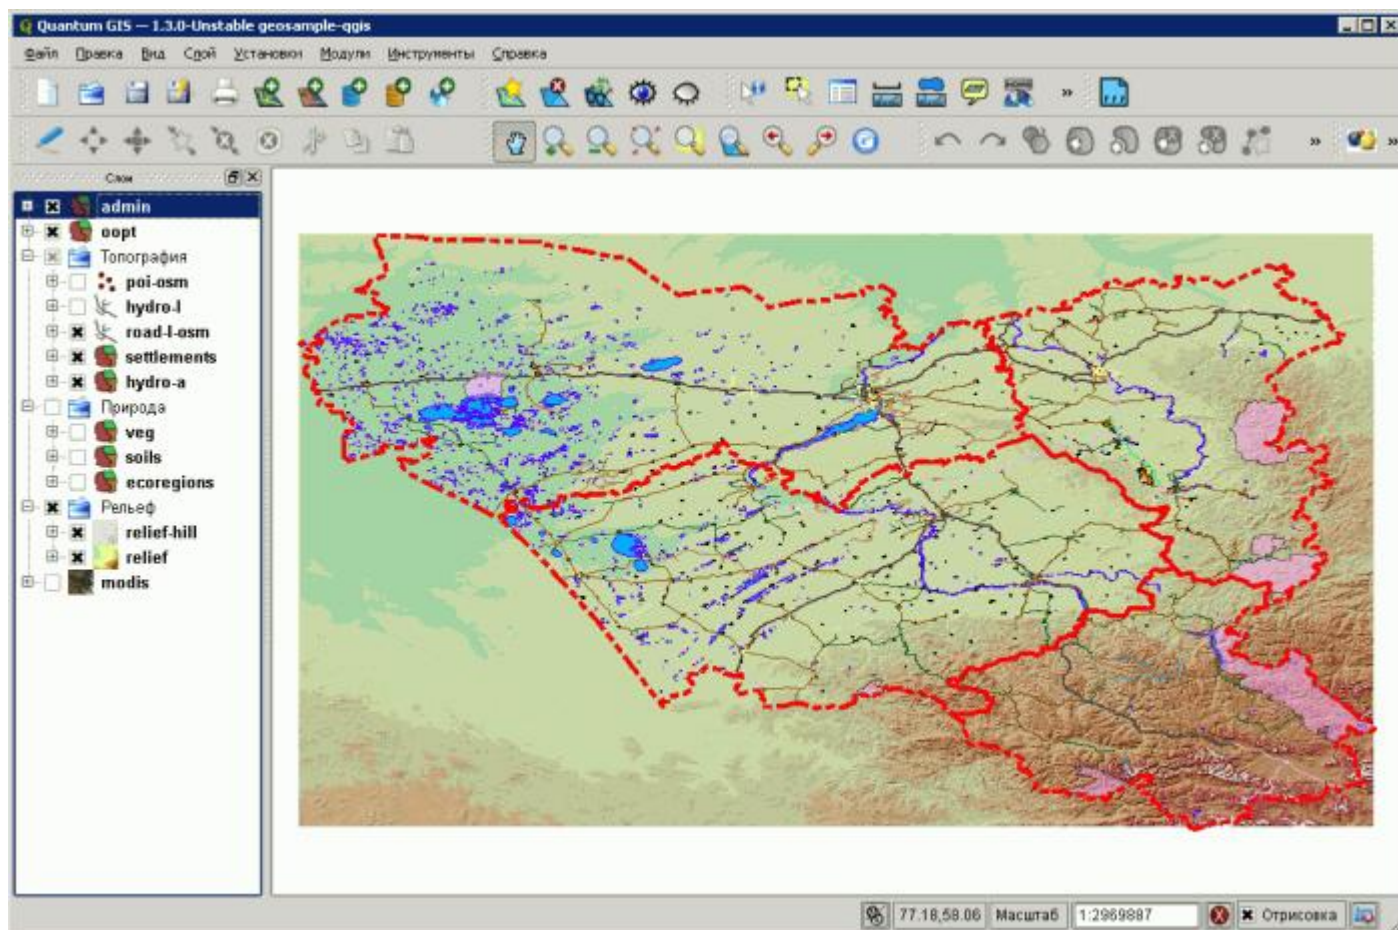 Quantum GIS — 1.3.0-Unstable geosample-qgis
Файл Правка Вид Слой Установки Модули Инструменты Справка
Слои
admin
oopt
Топография
poi-osm
hydro-l
road-l-osm
settlements
hydro-a
Природа
veg
soils
ecoregions
Рельеф
relief-hill
relief
modis
77.18,58.06 Масштаб 1:2969887 Отрисовка